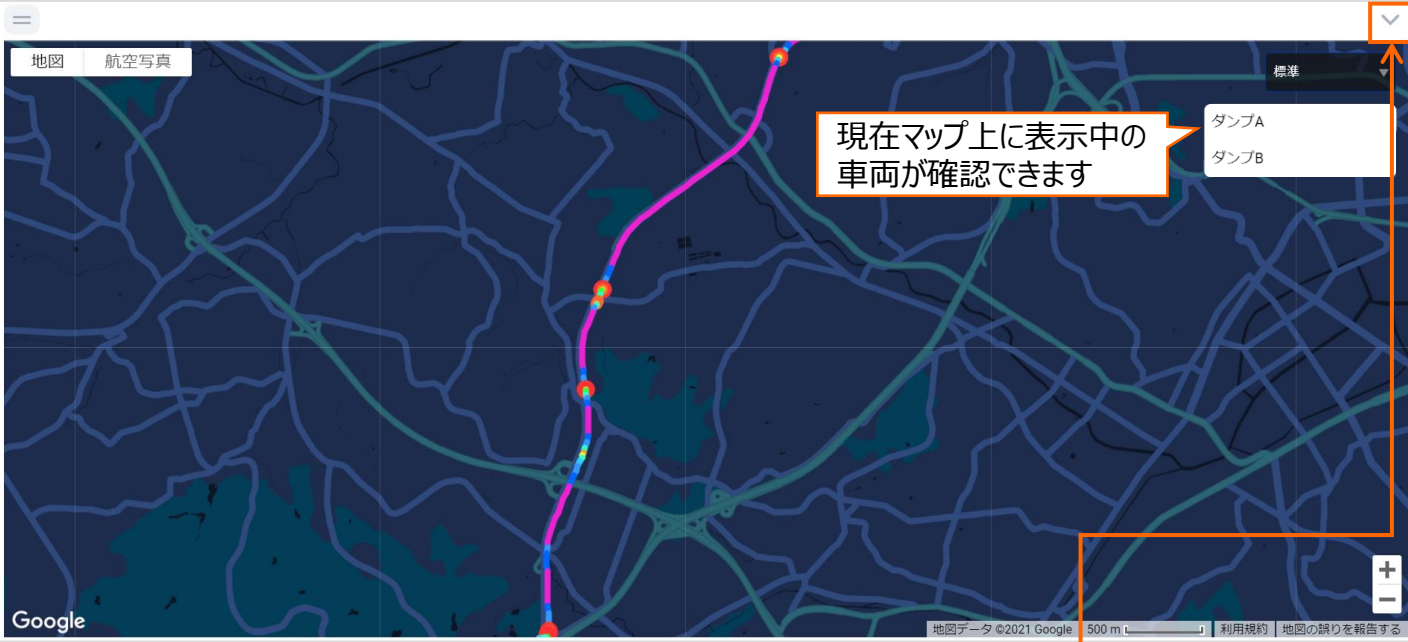 地図 航空写真
標準
ダンプA
ダンプB
現在マップ上に表示中の
車両が確認できます
Google
地図データ ©2021 Google 500 m 利用規約 地図の誤りを報告する